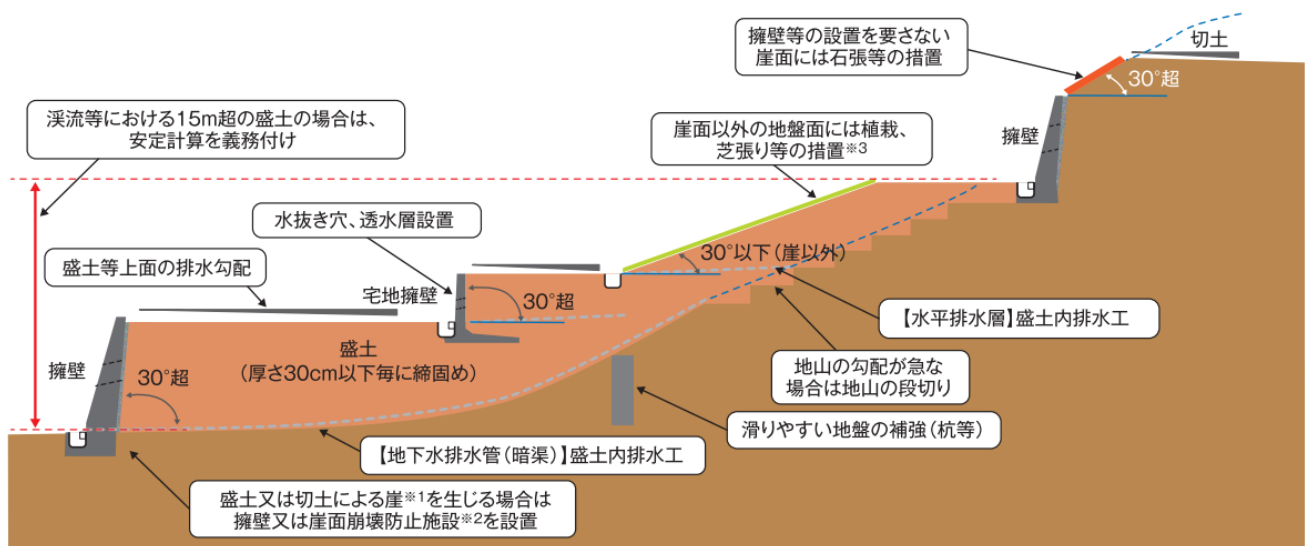 擁壁等の設置を要さない
崖面には石張等の措置
切土
30°超
渓流等における15m超の盛土の場合は、
安定計算を義務付け
崖面以外の地盤面には植栽、
芝張り等の措置※3
擁壁
水抜き穴、透水層設置
盛土等上面の排水勾配
30°以下（崖以外）
宅地擁壁
30°超
【水平排水層】盛土内排水工
盛土
（厚さ30cm以下毎に締固め）
擁壁
30°超
地山の勾配が急な
場合は地山の段切り
滑りやすい地盤の補強（杭等）
【地下水排水管（暗渠）】盛土内排水工
盛土又は切土による崖※1を生じる場合は
擁壁又は崖面崩壊防止施設※2を設置